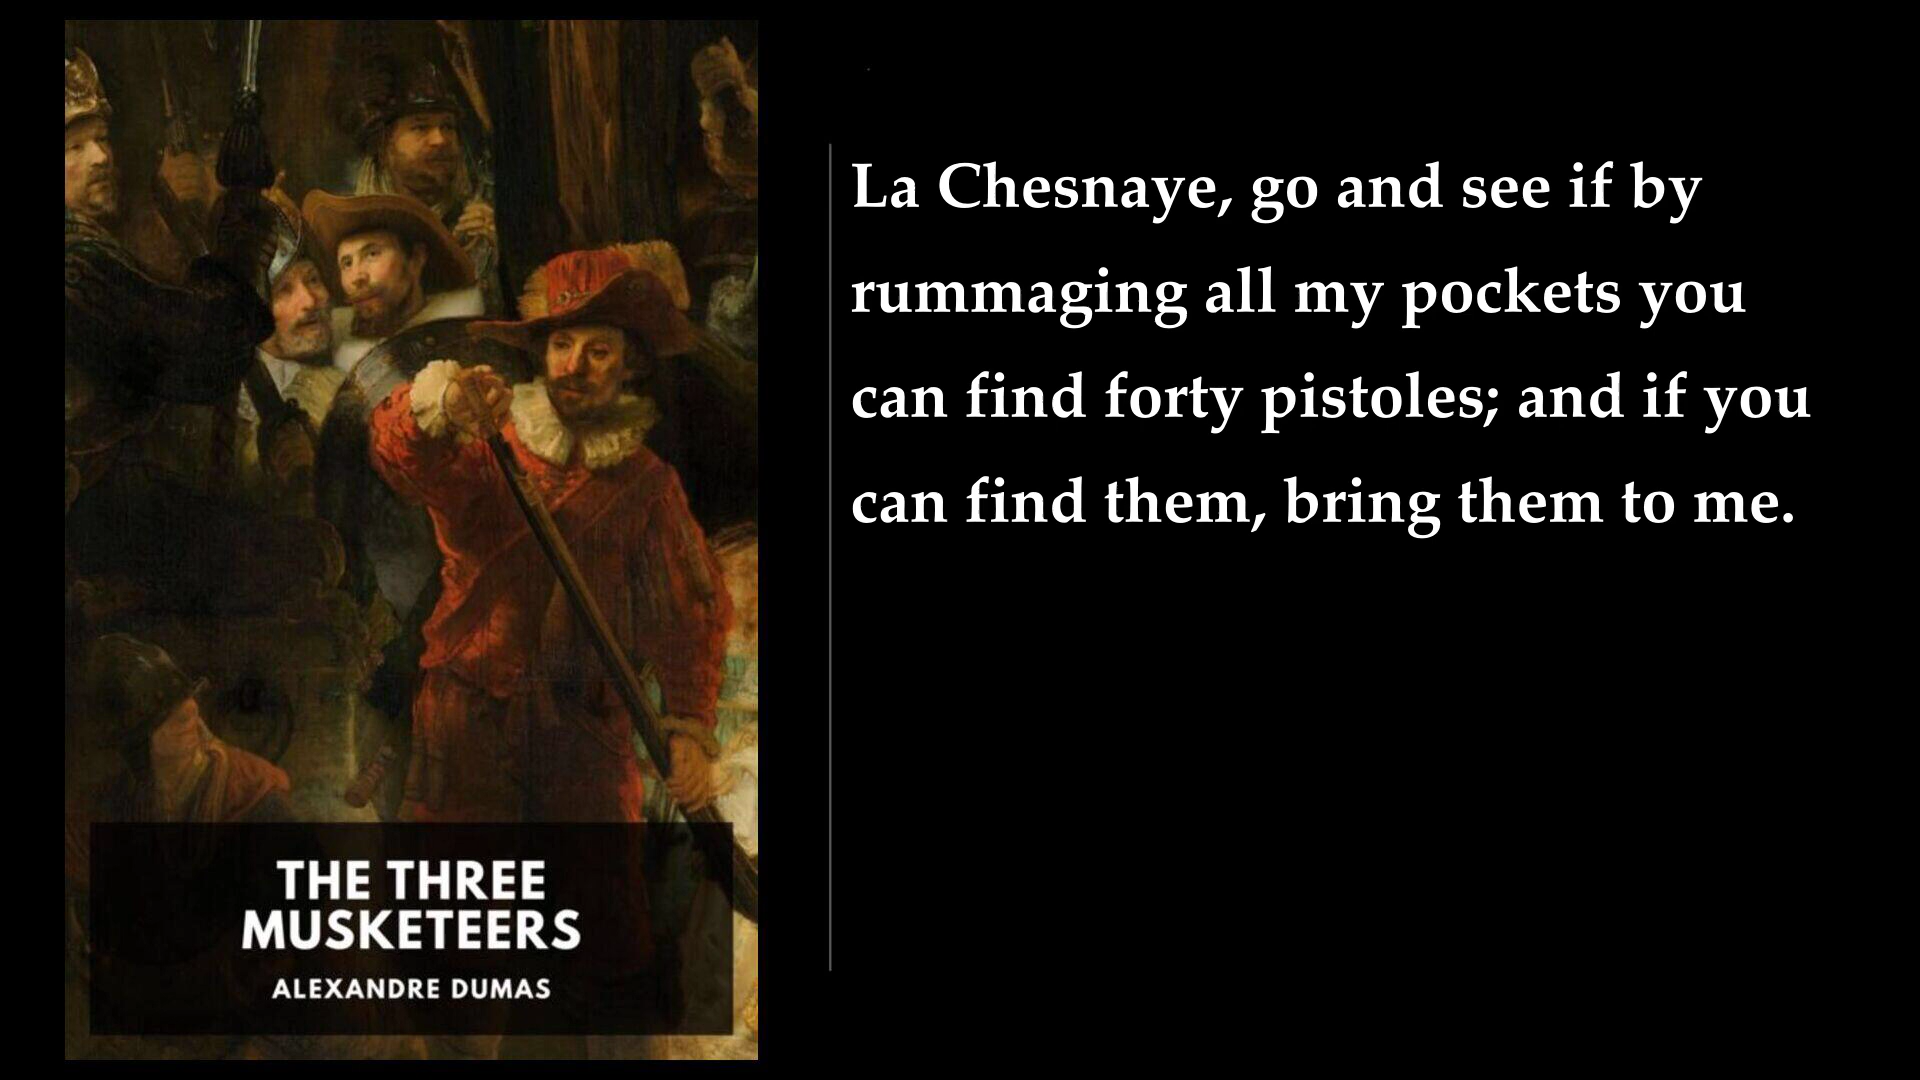 La Chesnaye, go and see if by
rummaging all my pockets you
can find forty pistoles; and if you
can find them, bring them to me.
THE THREE
MUSKETEERS
ALEXANDRE DUMAS